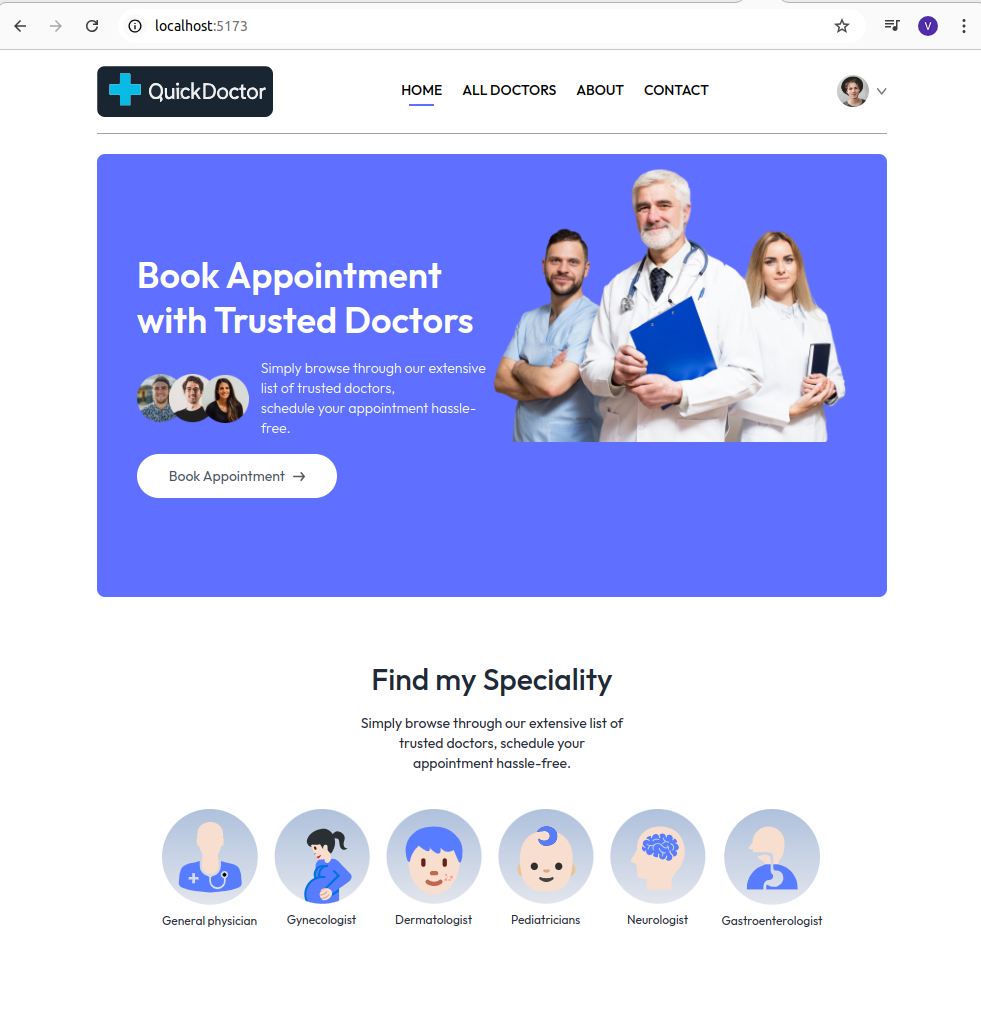 localhost:5173
V
QuickDoctor
HOME ALL DOCTORS ABOUT CONTACT
Book Appointment
with Trusted Doctors
Simply browse through our extensive
list of trusted doctors,
schedule your appointment hassle-
free.
Book Appointment →
Find my Speciality
Simply browse through our extensive list of
trusted doctors, schedule your
appointment hassle-free.
General physician Gynecologist Dermatologist Pediatricians Neurologist Gastroenterologist